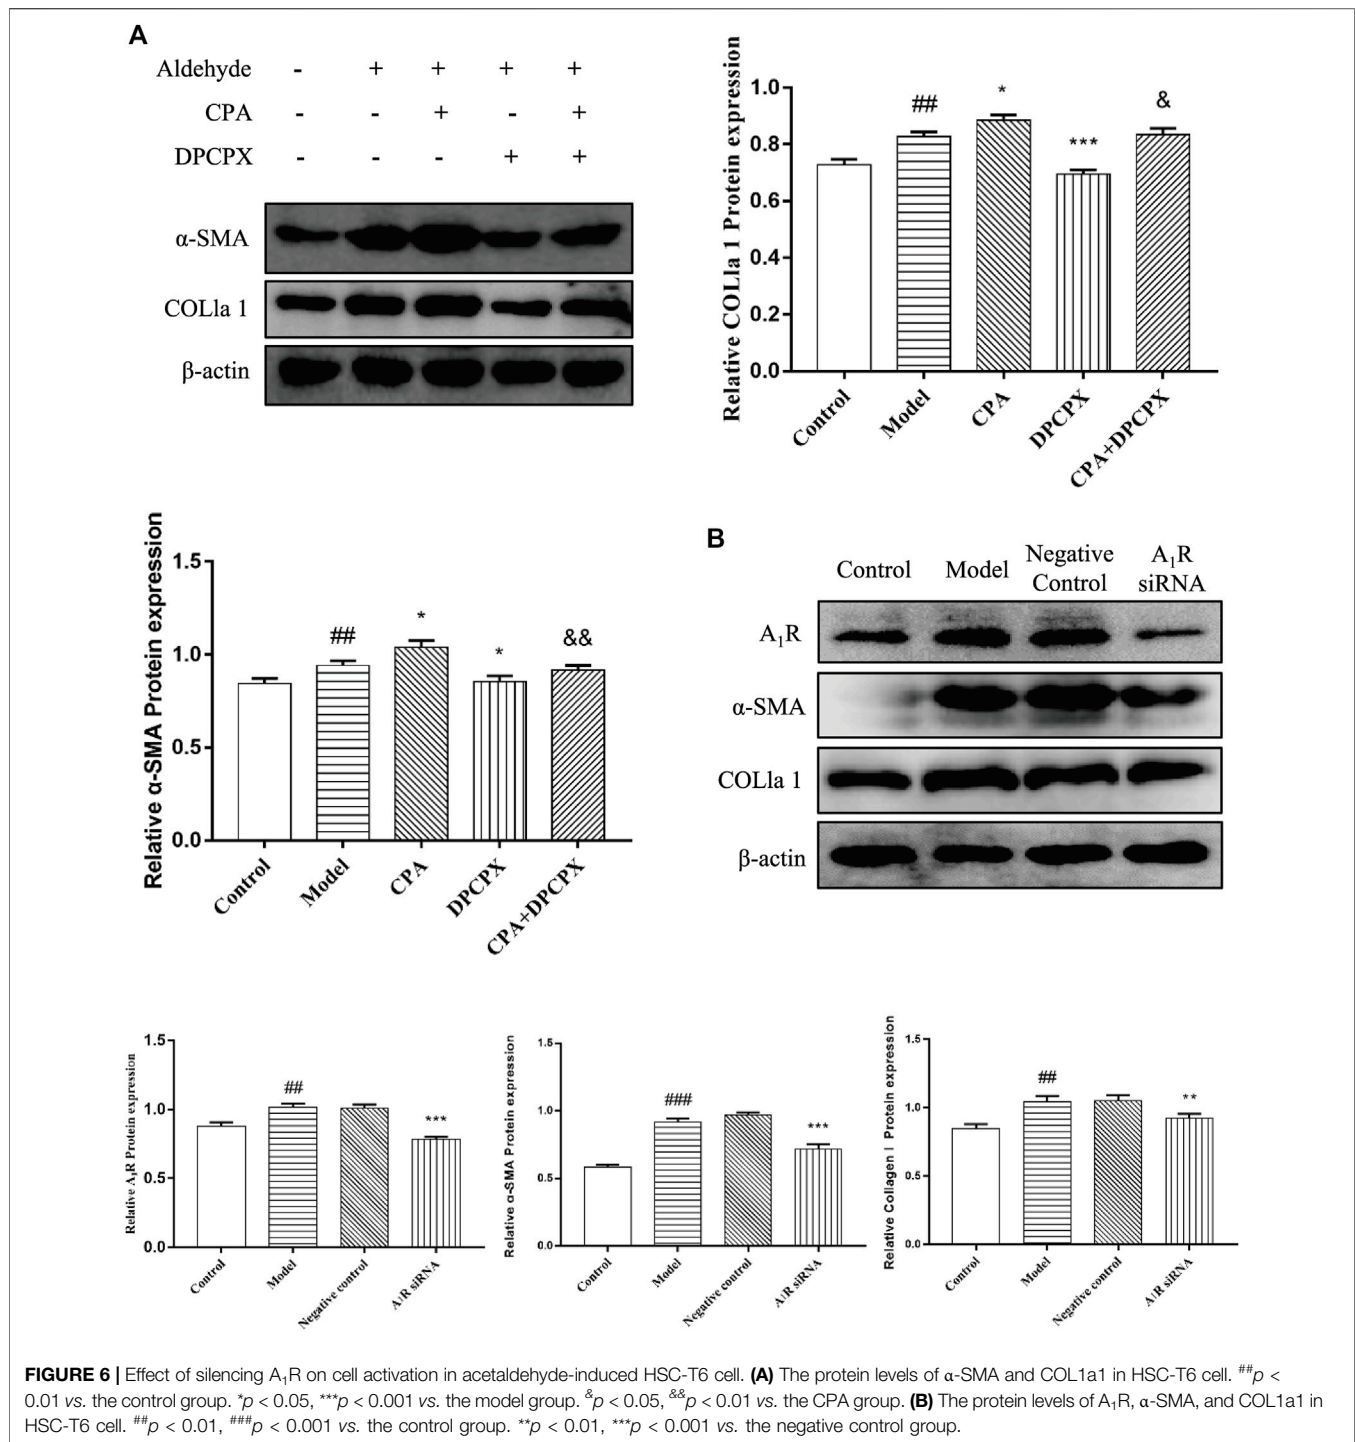 A
Aldehyde - + + + +
CPA - - + - +
DPCPX - - - + +
α-SMA
COLla 1
β-actin
Relative COLla 1 Protein expression
1.0
0.8
0.6
0.4
0.2
0.0
##
*
***
&
Control
Model
CPA
DPCPX
CPA+DPCPX
Relative α-SMA Protein expression
1.5
1.0
0.5
0.0
##
*
*
&&
Control
Model
CPA
DPCPX
CPA+DPCPX
B
Control Model Negative Control A₁R siRNA
A₁R
α-SMA
COLla 1
β-actin
Relative A₁R Protein expression
1.5
1.0
0.5
0.0
##
***
Control
Model
Negative control
A1R siRNA
Relative α-SMA Protein expression
1.5
1.0
0.5
0.0
###
***
Control
Model
Negative control
A1R siRNA
Relative Collagen I Protein expression
1.5
1.0
0.5
0.0
##
**
Control
Model
Negative control
A1R siRNA
FIGURE 6 | Effect of silencing A₁R on cell activation in acetaldehyde-induced HSC-T6 cell. (A) The protein levels of α-SMA and COL1a1 in HSC-T6 cell. ##p <
0.01 vs. the control group. *p < 0.05, ***p < 0.001 vs. the model group. &p < 0.05, &&p < 0.01 vs. the CPA group. (B) The protein levels of A₁R, α-SMA, and COL1a1 in
HSC-T6 cell. ##p < 0.01, ###p < 0.001 vs. the control group. **p < 0.01, ***p < 0.001 vs. the negative control group.